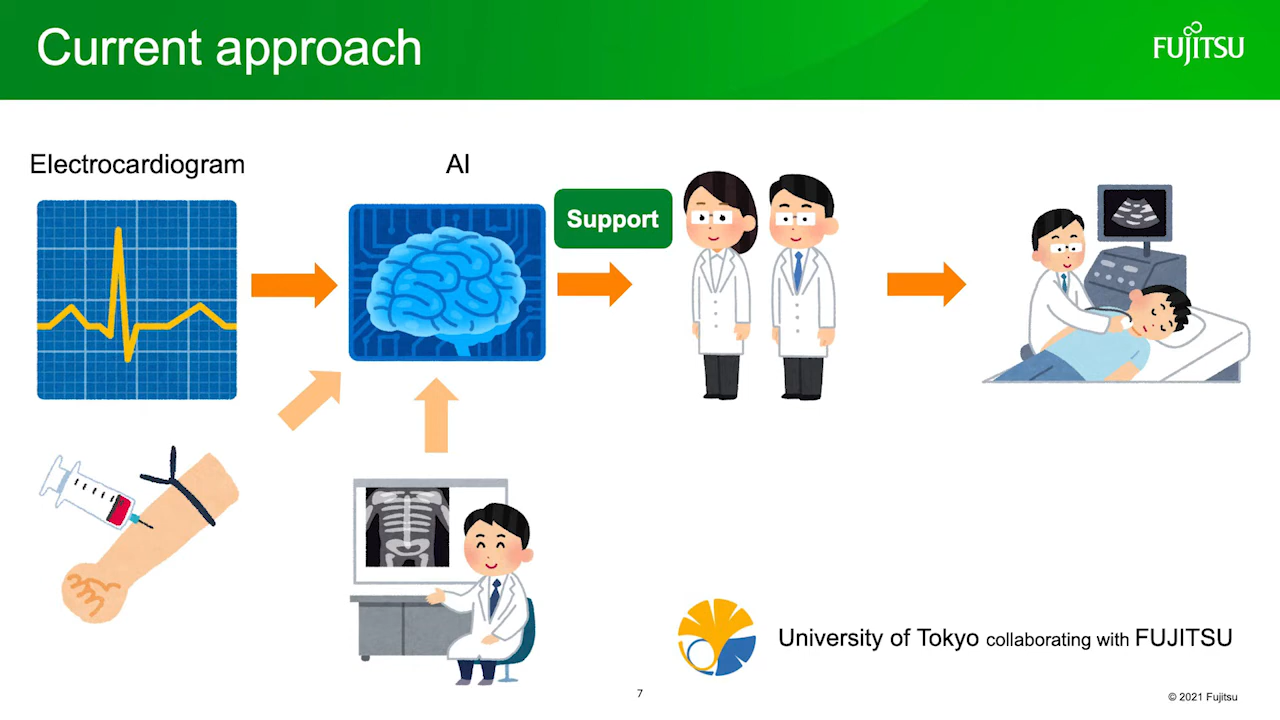 Current approach
FUJITSU
Electrocardiogram
AI
Support
University of Tokyo collaborating with FUJITSU
7
© 2021 Fujitsu